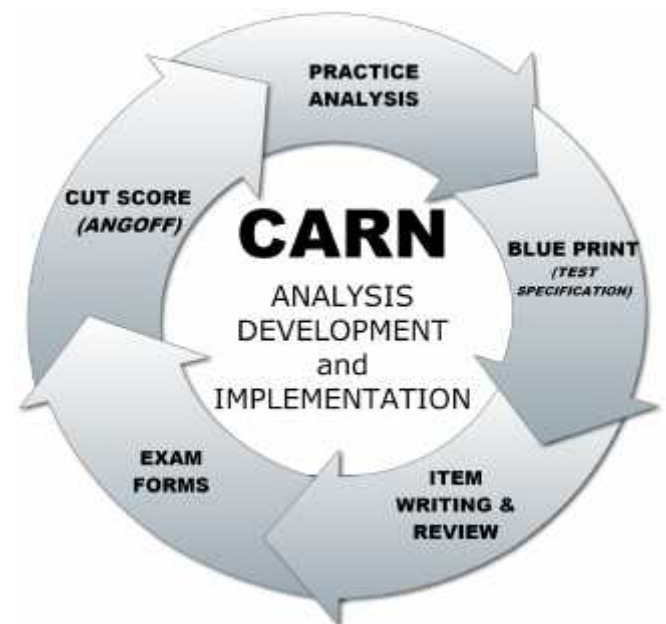 PRACTICE
ANALYSIS
CUT SCORE
(ANGOFF)
CARN
ANALYSIS
DEVELOPMENT
and
IMPLEMENTATION
BLUE PRINT
(TEST
SPECIFICATION)
EXAM
FORMS
ITEM
WRITING &
REVIEW